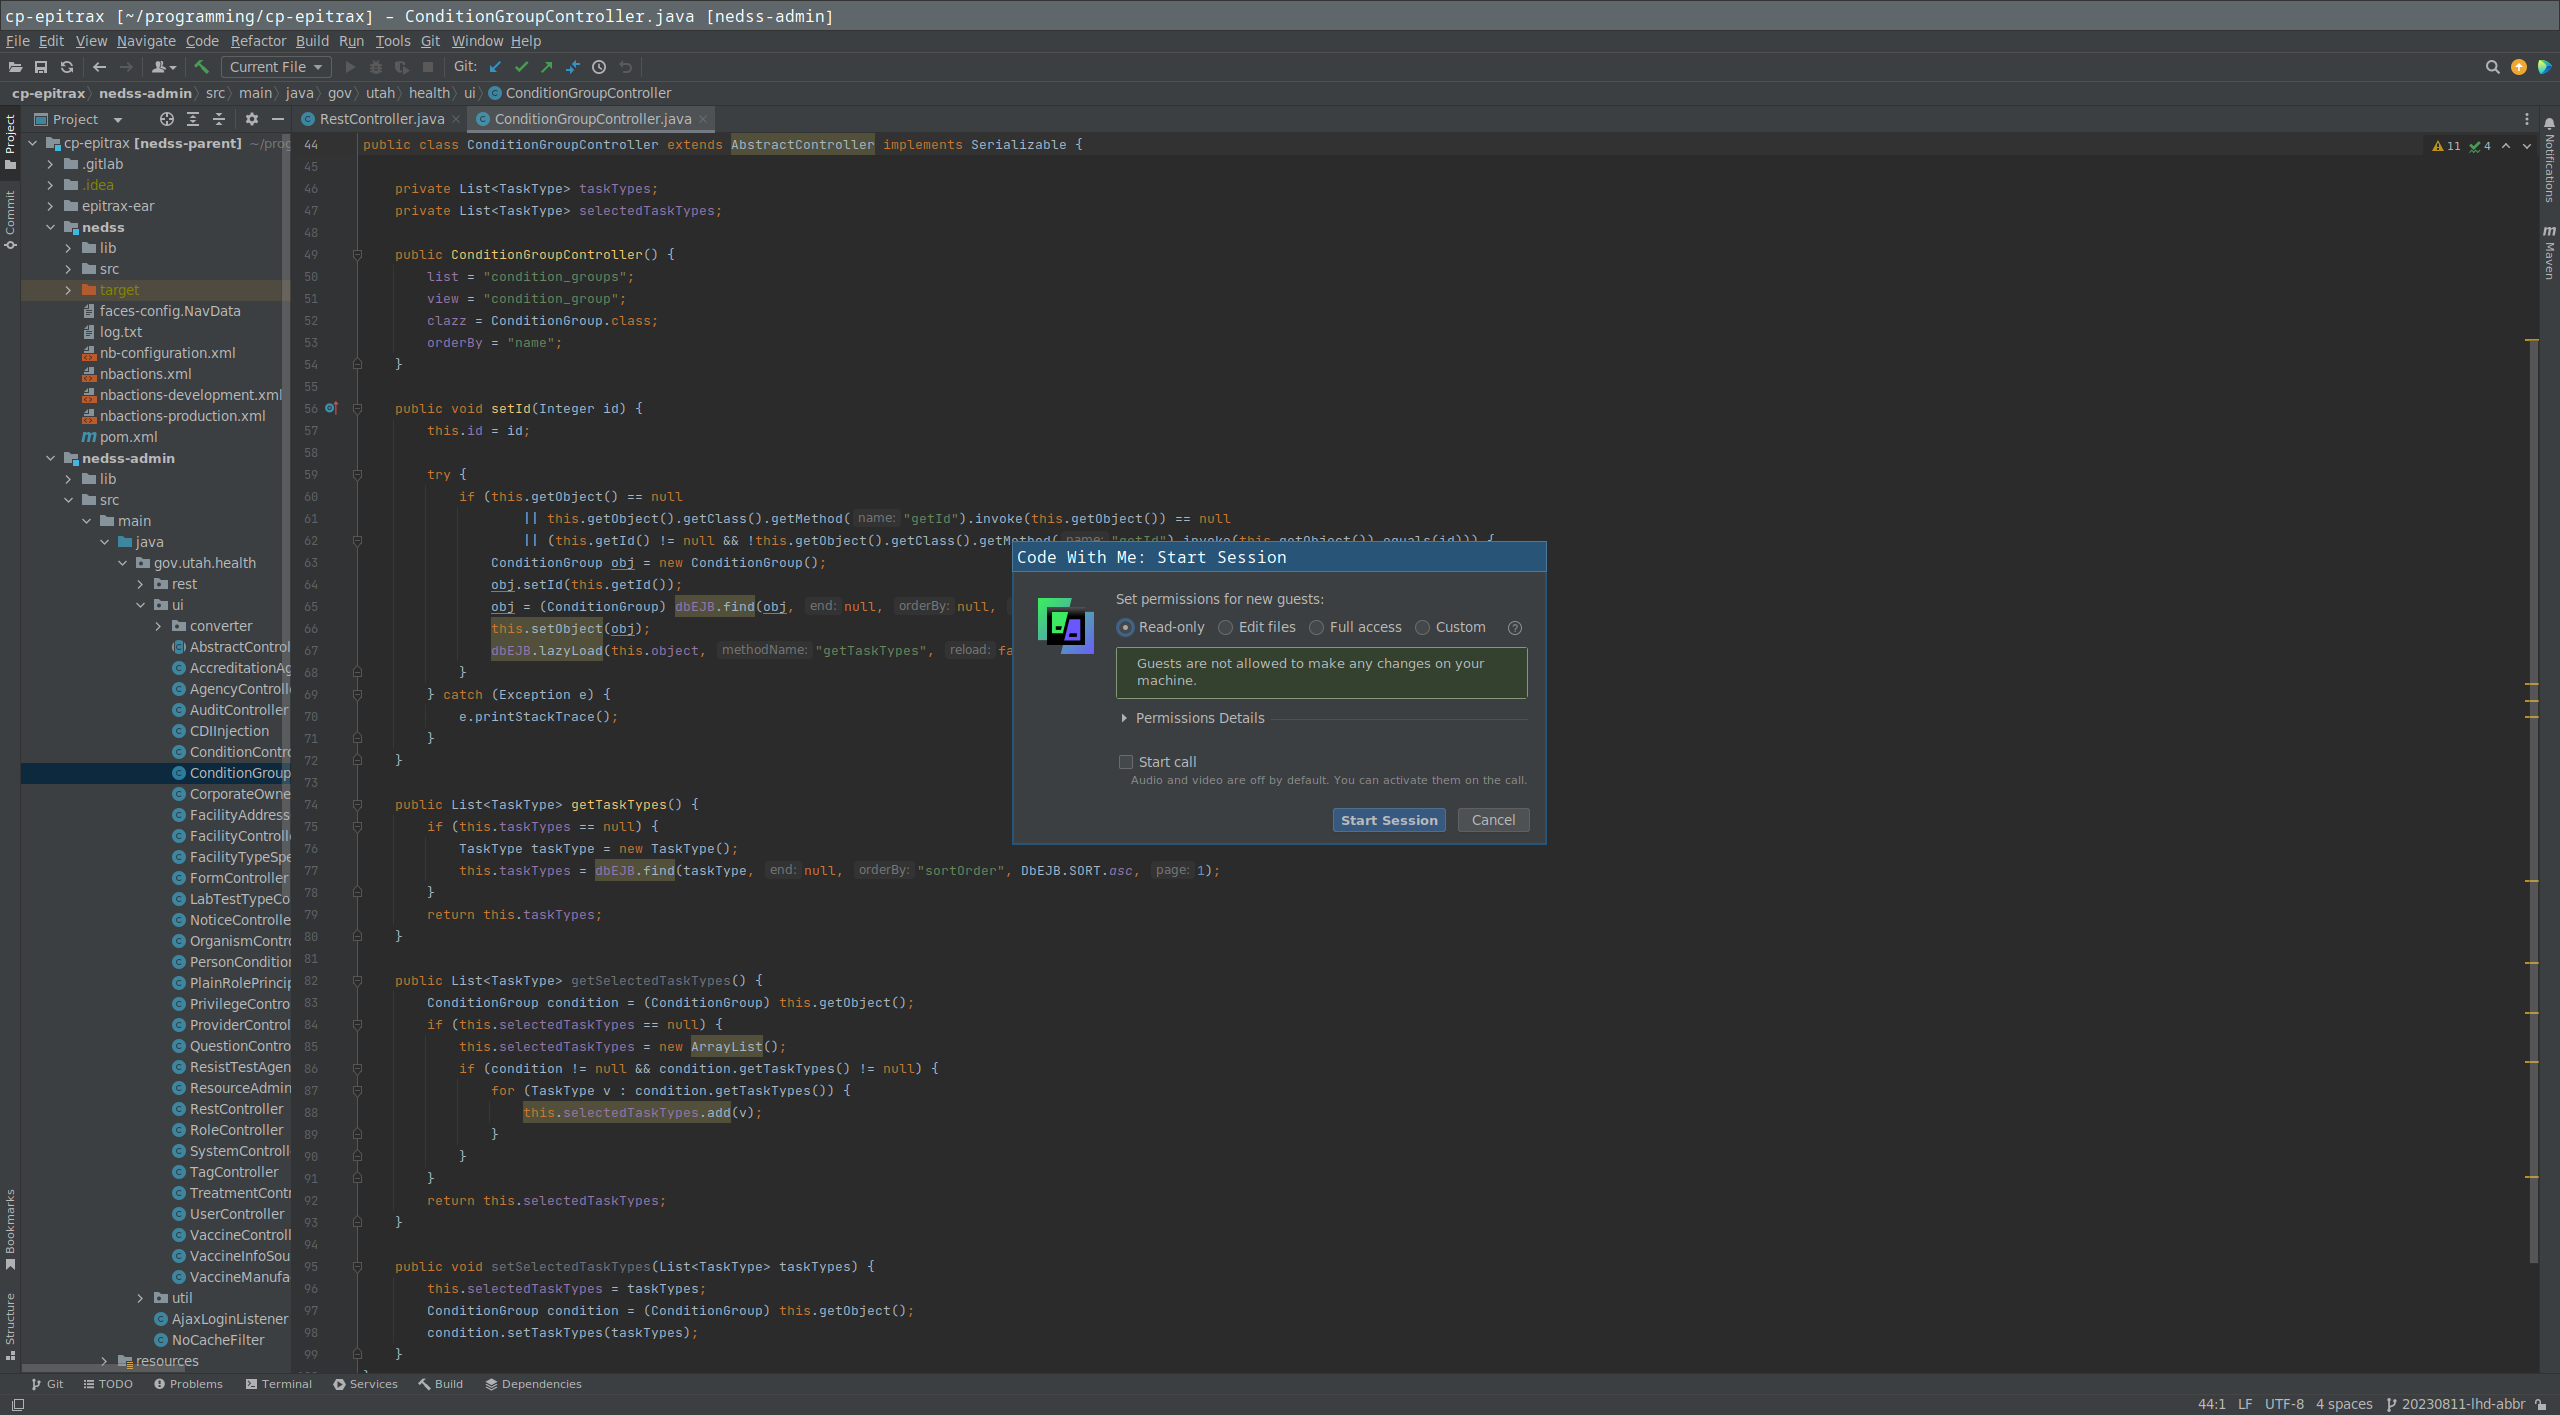 cp-epitrax [~/programming/cp-epitrax] – ConditionGroupController.java [nedss-admin]
File Edit View Navigate Code Refactor Build Run Tools Git Window Help
Current File Git:
cp-epitrax nedss-admin src main java gov utah health ui ConditionGroupController
Project
RestController.java ConditionGroupController.java
Project
Commit
Bookmarks
Structure
cp-epitrax [nedss-parent] ~/prog
.gitlab
.idea
epitrax-ear
nedss
lib
src
target
faces-config.NavData
log.txt
nb-configuration.xml
nbactions.xml
nbactions-development.xml
nbactions-production.xml
pom.xml
nedss-admin
lib
src
main
java
gov.utah.health
rest
ui
converter
AbstractControl
AccreditationAg
AgencyControll
AuditController
CDIInjection
ConditionContro
ConditionGroup
CorporateOwne
FacilityAddress
FacilityControlle
FacilityTypeSpe
FormController
LabTestTypeCo
NoticeControlle
OrganismContro
PersonCondition
PlainRolePrincip
PrivilegeContro
ProviderControl
QuestionContro
ResistTestAgen
ResourceAdmin
RestController
RoleController
SystemControll
TagController
TreatmentContr
UserController
VaccineControll
VaccineInfoSou
VaccineManufa
util
AjaxLoginListener
NoCacheFilter
resources
44 public class ConditionGroupController extends AbstractController implements Serializable {
45
46 private List<TaskType> taskTypes;
47 private List<TaskType> selectedTaskTypes;
48
49 public ConditionGroupController() {
50 list = "condition_groups";
51 view = "condition_group";
52 clazz = ConditionGroup.class;
53 orderBy = "name";
54 }
55
56 public void setId(Integer id) {
57 this.id = id;
58
59 try {
60 if (this.getObject() == null
61 || this.getObject().getClass().getMethod( name: "getId").invoke(this.getObject()) == null
62 || (this.getId() != null && !this.getObject().getClass().getMethod( name: "getId").invoke(this.getObject()).equals(id))) {
63 ConditionGroup obj = new ConditionGroup();
64 obj.setId(this.getId());
65 obj = (ConditionGroup) dbEJB.find(obj, end: null, orderBy: null,
66 this.setObject(obj);
67 dbEJB.lazyLoad(this.object, methodName: "getTaskTypes", reload: fa
68 }
69 } catch (Exception e) {
70 e.printStackTrace();
71 }
72 }
73
74 public List<TaskType> getTaskTypes() {
75 if (this.taskTypes == null) {
76 TaskType taskType = new TaskType();
77 this.taskTypes = dbEJB.find(taskType, end: null, orderBy: "sortOrder", DbEJB.SORT.asc, page: 1);
78 }
79 return this.taskTypes;
80 }
81
82 public List<TaskType> getSelectedTaskTypes() {
83 ConditionGroup condition = (ConditionGroup) this.getObject();
84 if (this.selectedTaskTypes == null) {
85 this.selectedTaskTypes = new ArrayList();
86 if (condition != null && condition.getTaskTypes() != null) {
87 for (TaskType v : condition.getTaskTypes()) {
88 this.selectedTaskTypes.add(v);
89 }
90 }
91 }
92 return this.selectedTaskTypes;
93 }
94
95 public void setSelectedTaskTypes(List<TaskType> taskTypes) {
96 this.selectedTaskTypes = taskTypes;
97 ConditionGroup condition = (ConditionGroup) this.getObject();
98 condition.setTaskTypes(taskTypes);
99 }
11 4
Notifications
Maven
Code With Me: Start Session
Set permissions for new guests:
Read-only Edit files Full access Custom ?
Guests are not allowed to make any changes on your
machine.
Permissions Details
Start call
Audio and video are off by default. You can activate them on the call.
Start Session Cancel
Git TODO Problems Terminal Services Build Dependencies
44:1 LF UTF-8 4 spaces 20230811-lhd-abbr